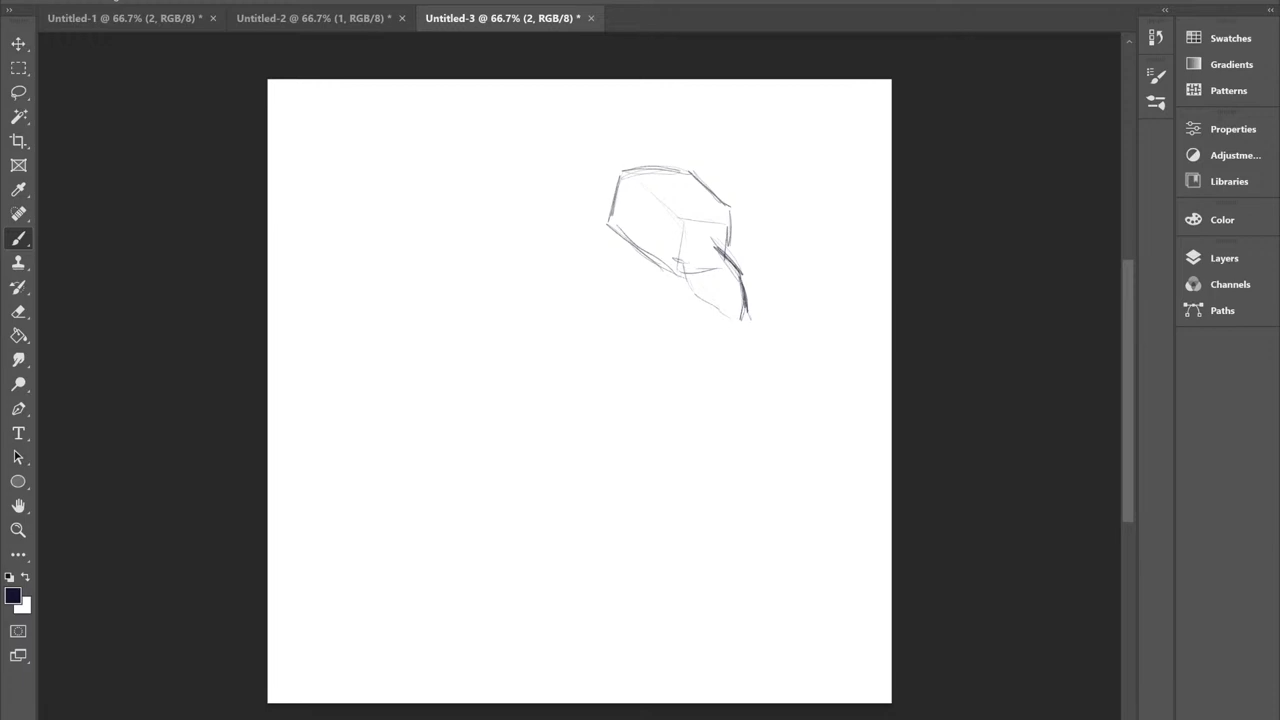 Untitled-1 @ 66.7% (2, RGB/8) * ×
Untitled-2 @ 66.7% (1, RGB/8) * ×
Untitled-3 @ 66.7% (2, RGB/8) * ×
Swatches
Gradients
Patterns
Properties
Adjustme...
Libraries
Color
Layers
Channels
Paths